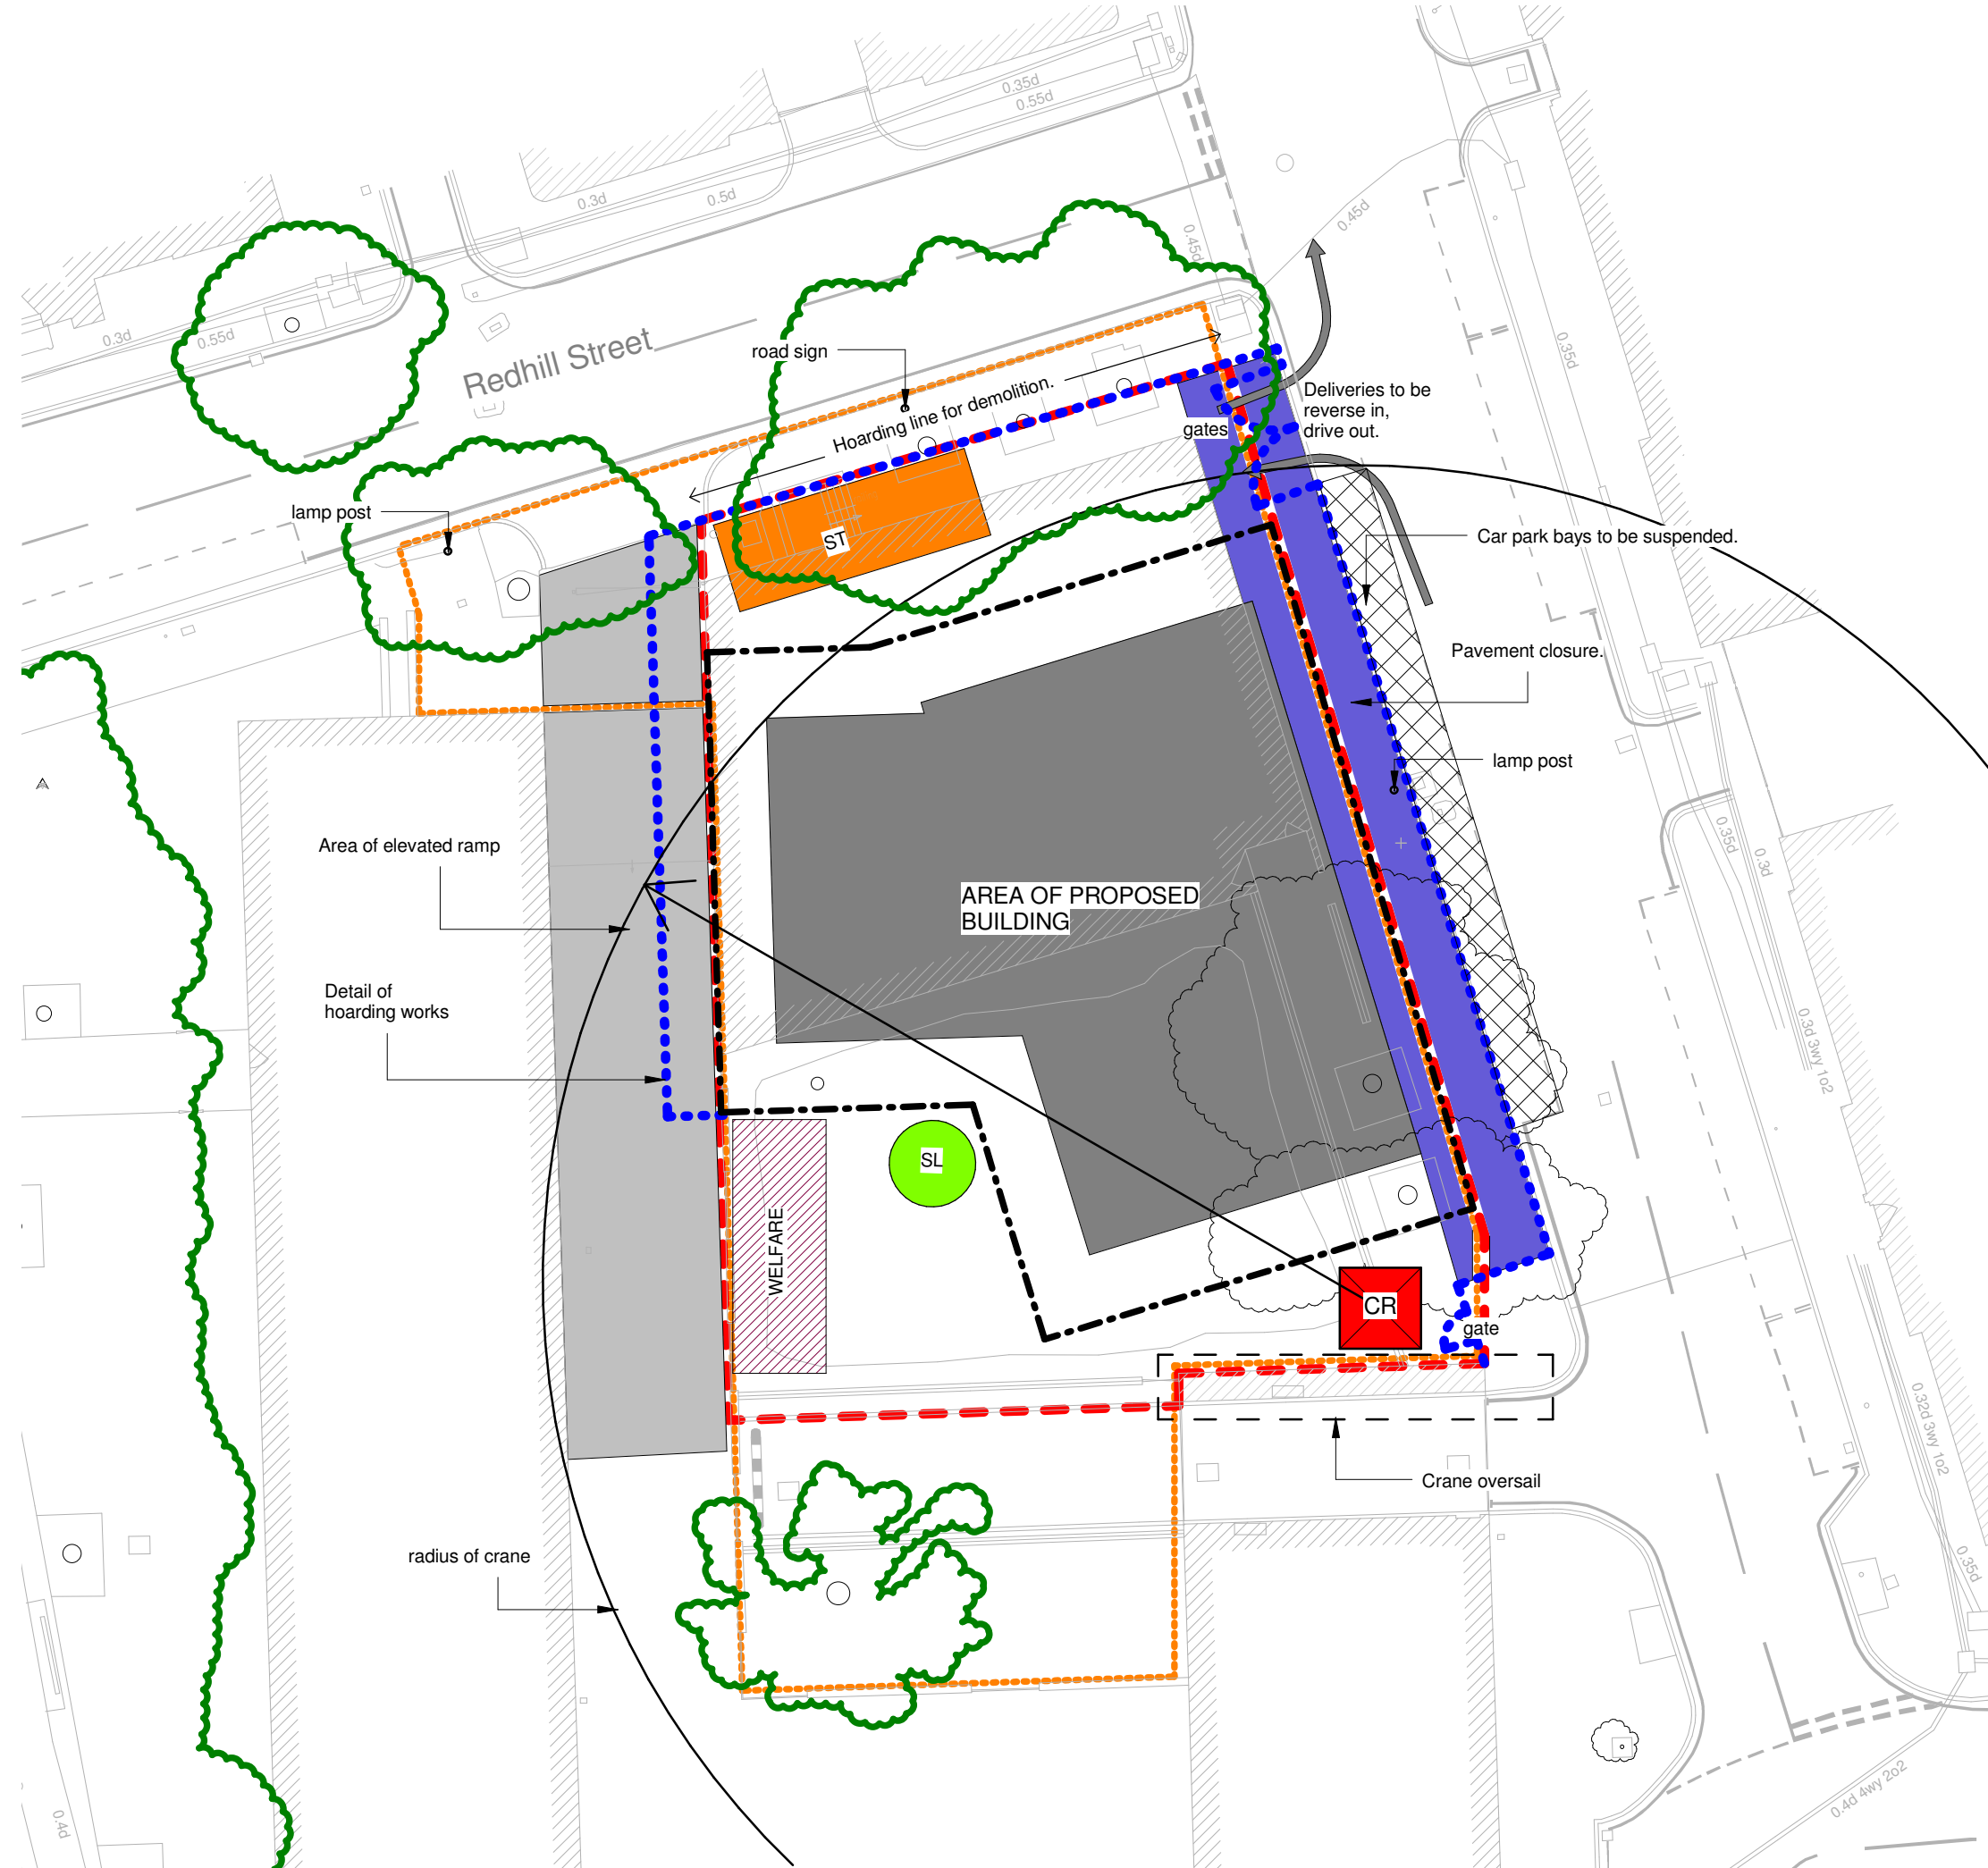 0.35d
0.55d
0.3d
0.5d
0.45d
0.45d
0.3d
0.55d
Redhill Street
road sign
Hoarding line for demolition.
Deliveries to be
reverse in,
drive out.
gates
0.35d
lamp post
ST
Car park bays to be suspended.
Pavement closure.
lamp post
Area of elevated ramp
AREA OF PROPOSED
BUILDING
0.35d
0.3d
Detail of
hoarding works
0.3d 3wy 1o2
SL
WELFARE
CR
gate
0.32d 3wy 1o2
Crane oversail
radius of crane
0.35d
0.4d
0.4d 4wy 2o2